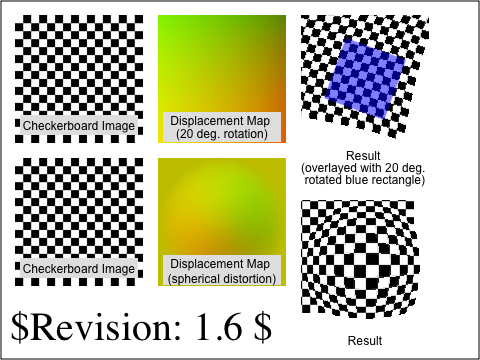 Checkerboard Image
Displacement Map
(20 deg. rotation)
Result
(overlayed with 20 deg.
rotated blue rectangle)
Checkerboard Image
Displacement Map
(spherical distortion)
Result
$Revision: 1.6 $